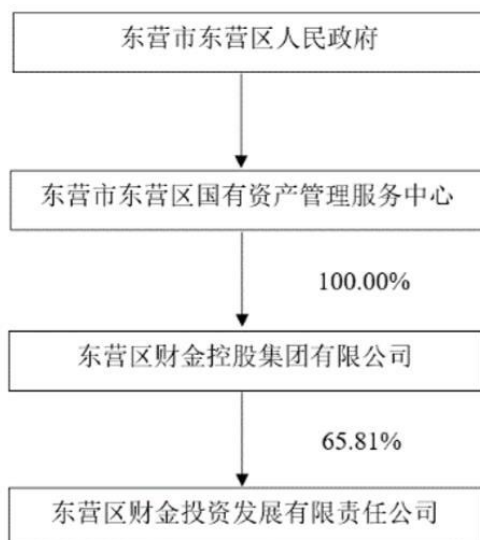 东营市东营区人民政府
东营市东营区国有资产管理服务中心
100.00%
东营区财金控股集团有限公司
65.81%
东营区财金投资发展有限责任公司